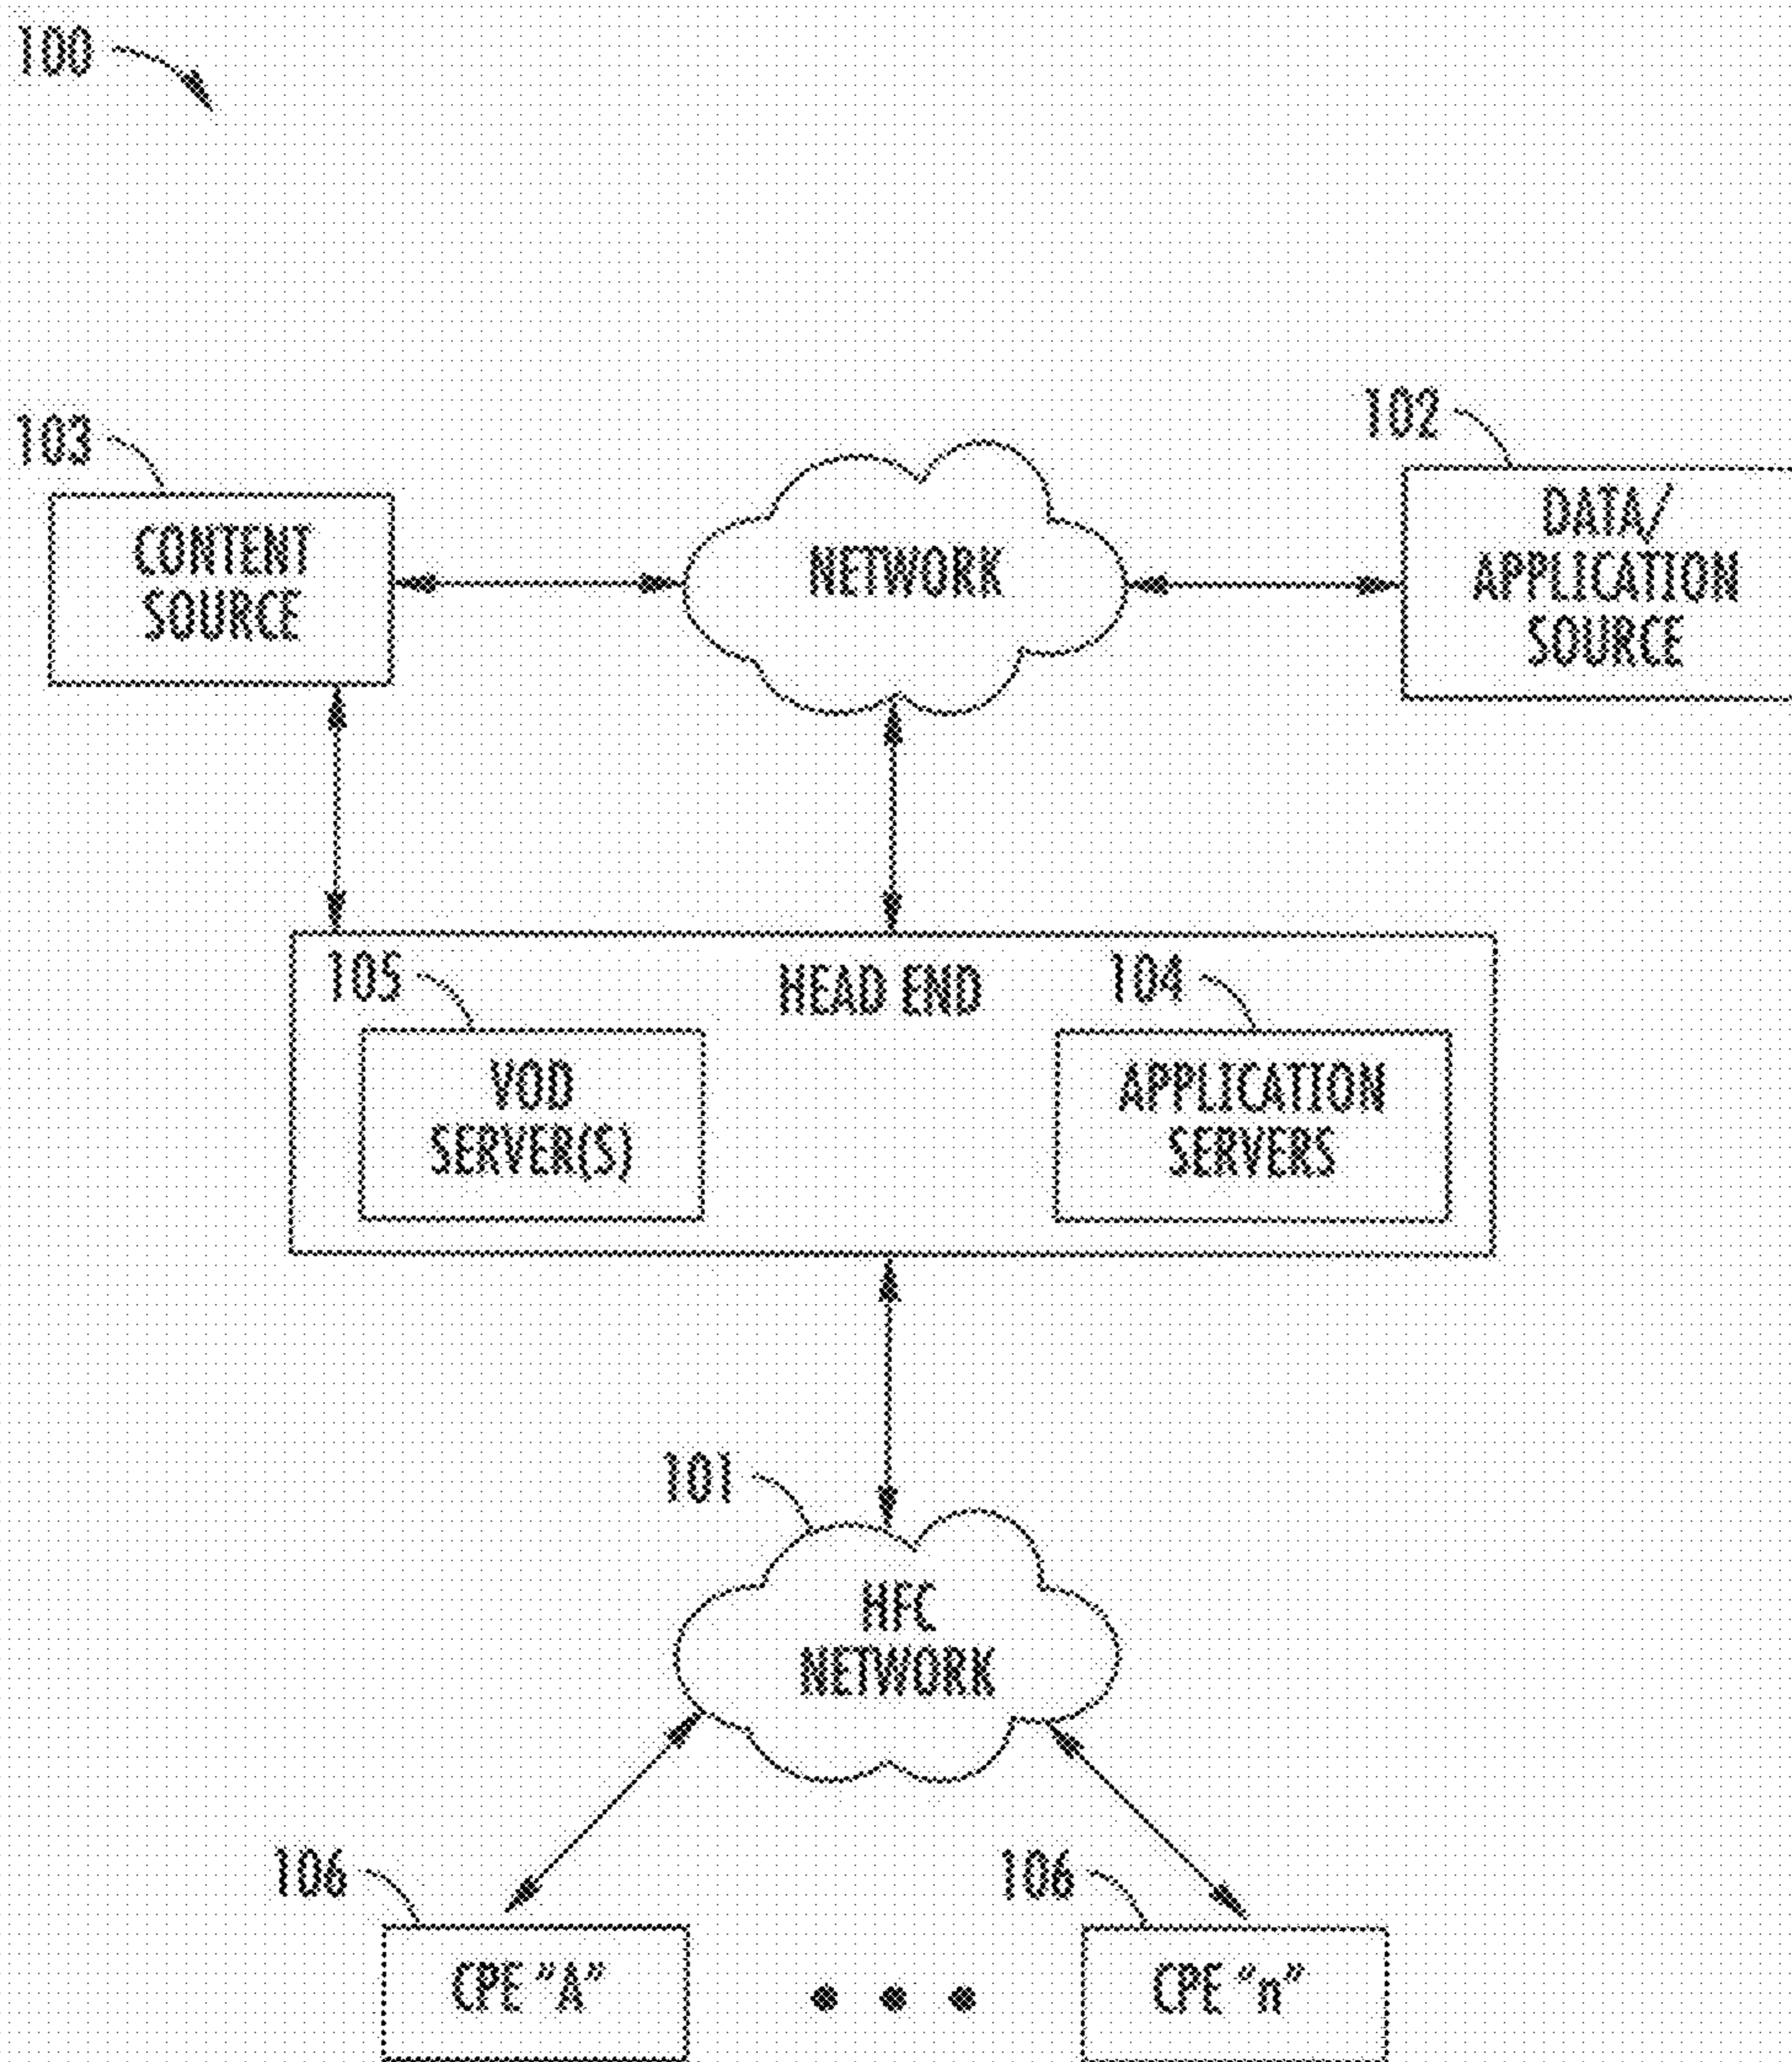 100
103
102
CONTENT
SOURCE
NETWORK
DATA/
APPLICATION
SOURCE
105
HEAD END
104
VOD
SERVER(S)
APPLICATION
SERVERS
101
HFC
NETWORK
106
106
CPE "A"
CPE "n"